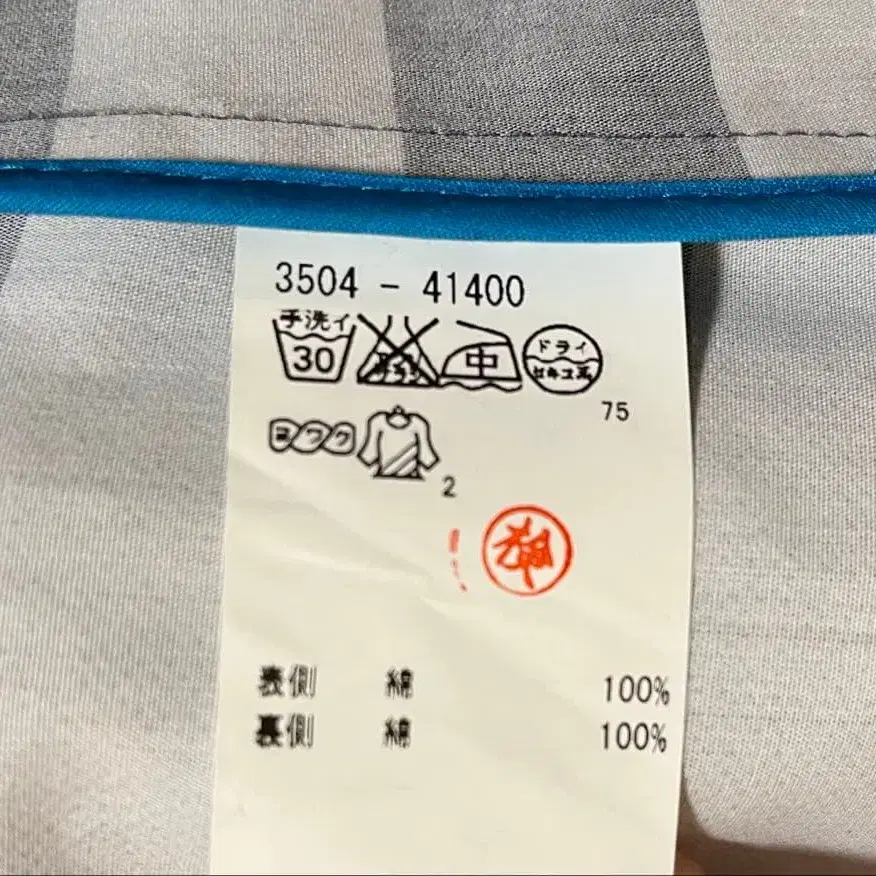 3504 - 41400
手洗イ 30 中 ドライ セキユ系
75
ヨワク
2
表側 綿 100%
裏側 綿 100%